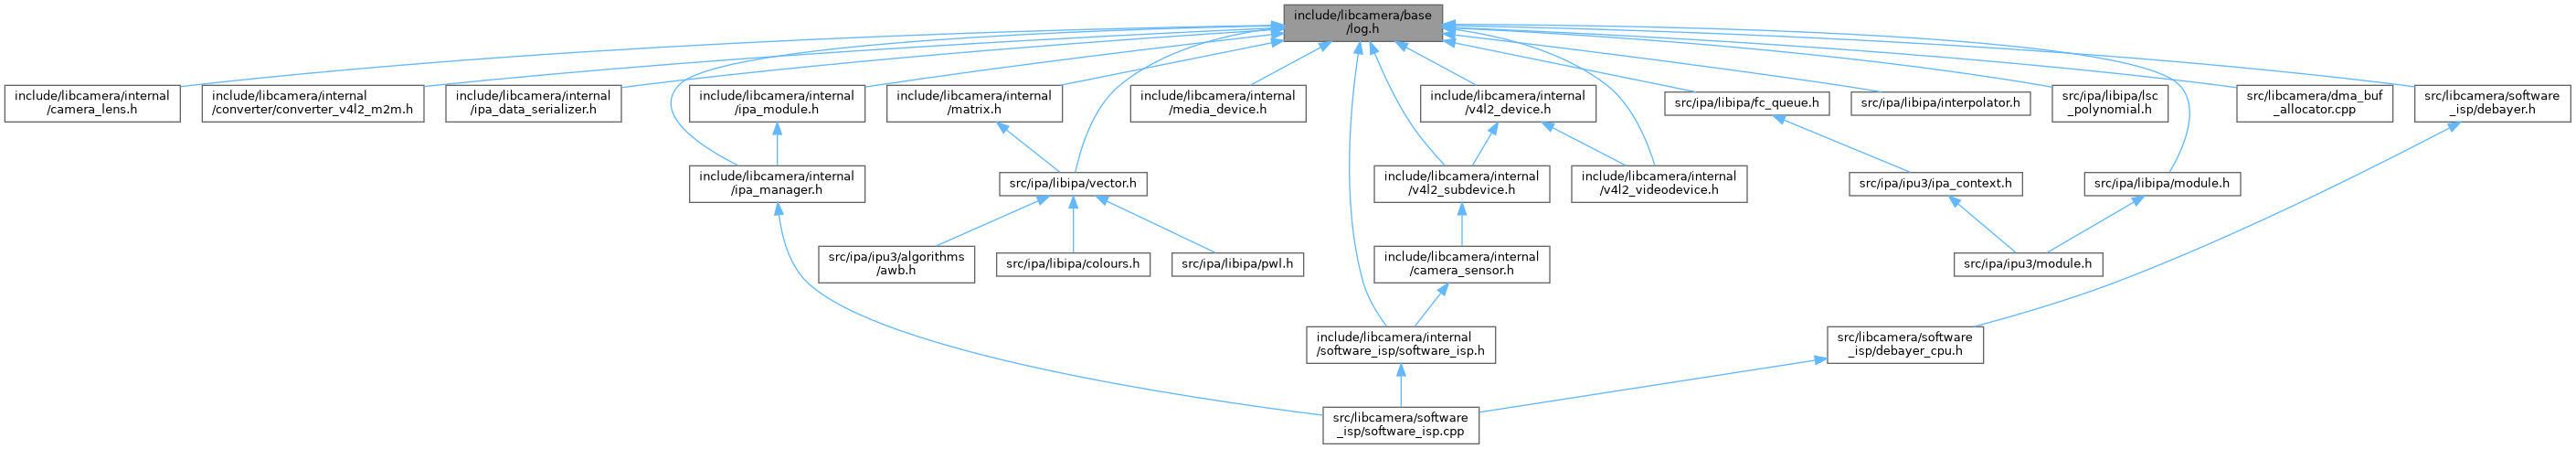 include/libcamera/base
/log.h
include/libcamera/internal
/camera_lens.h
include/libcamera/internal
/converter/converter_v4l2_m2m.h
include/libcamera/internal
/ipa_data_serializer.h
include/libcamera/internal
/ipa_module.h
include/libcamera/internal
/matrix.h
include/libcamera/internal
/media_device.h
include/libcamera/internal
/v4l2_device.h
src/ipa/libipa/fc_queue.h
src/ipa/libipa/interpolator.h
src/ipa/libipa/lsc
_polynomial.h
src/libcamera/dma_buf
_allocator.cpp
src/libcamera/software
_isp/debayer.h
include/libcamera/internal
/ipa_manager.h
src/ipa/libipa/vector.h
include/libcamera/internal
/v4l2_subdevice.h
include/libcamera/internal
/v4l2_videodevice.h
src/ipa/ipu3/ipa_context.h
src/ipa/libipa/module.h
src/ipa/ipu3/algorithms
/awb.h
src/ipa/libipa/colours.h
src/ipa/libipa/pwl.h
include/libcamera/internal
/camera_sensor.h
src/ipa/ipu3/module.h
include/libcamera/internal
/software_isp/software_isp.h
src/libcamera/software
_isp/debayer_cpu.h
src/libcamera/software
_isp/software_isp.cpp